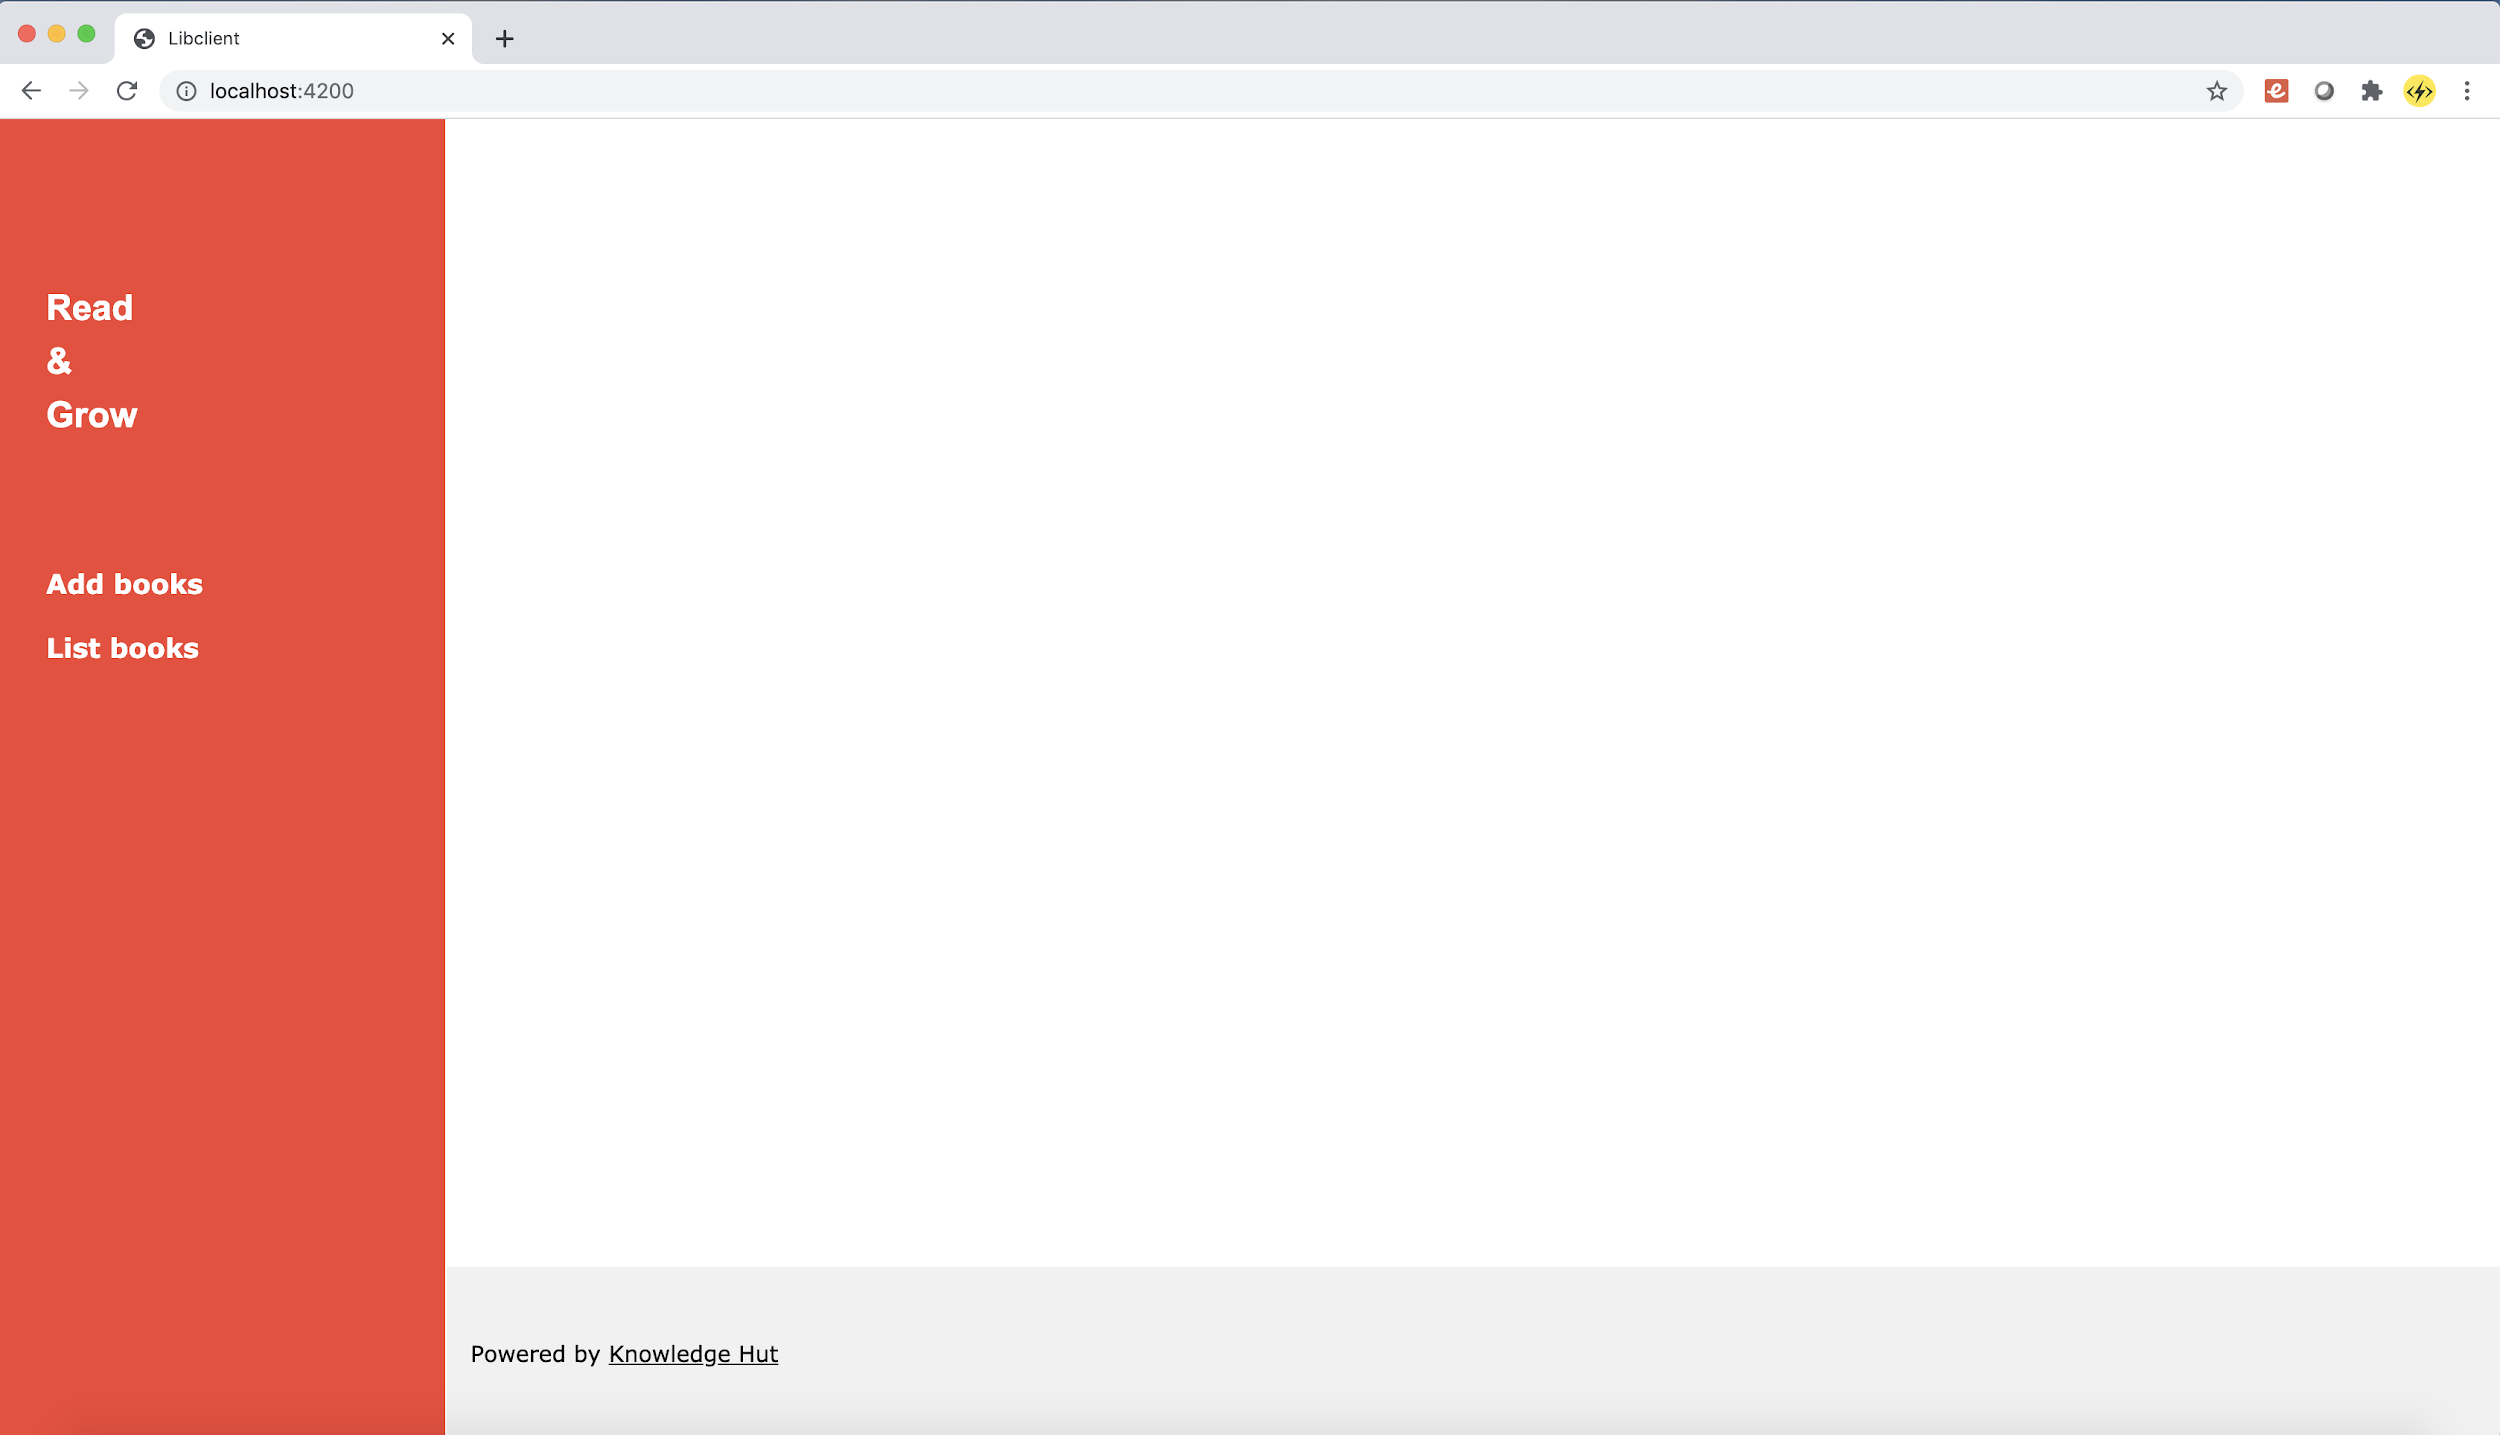 Libclient
localhost:4200
Read
&
Grow
Add books
List books
Powered by Knowledge Hut